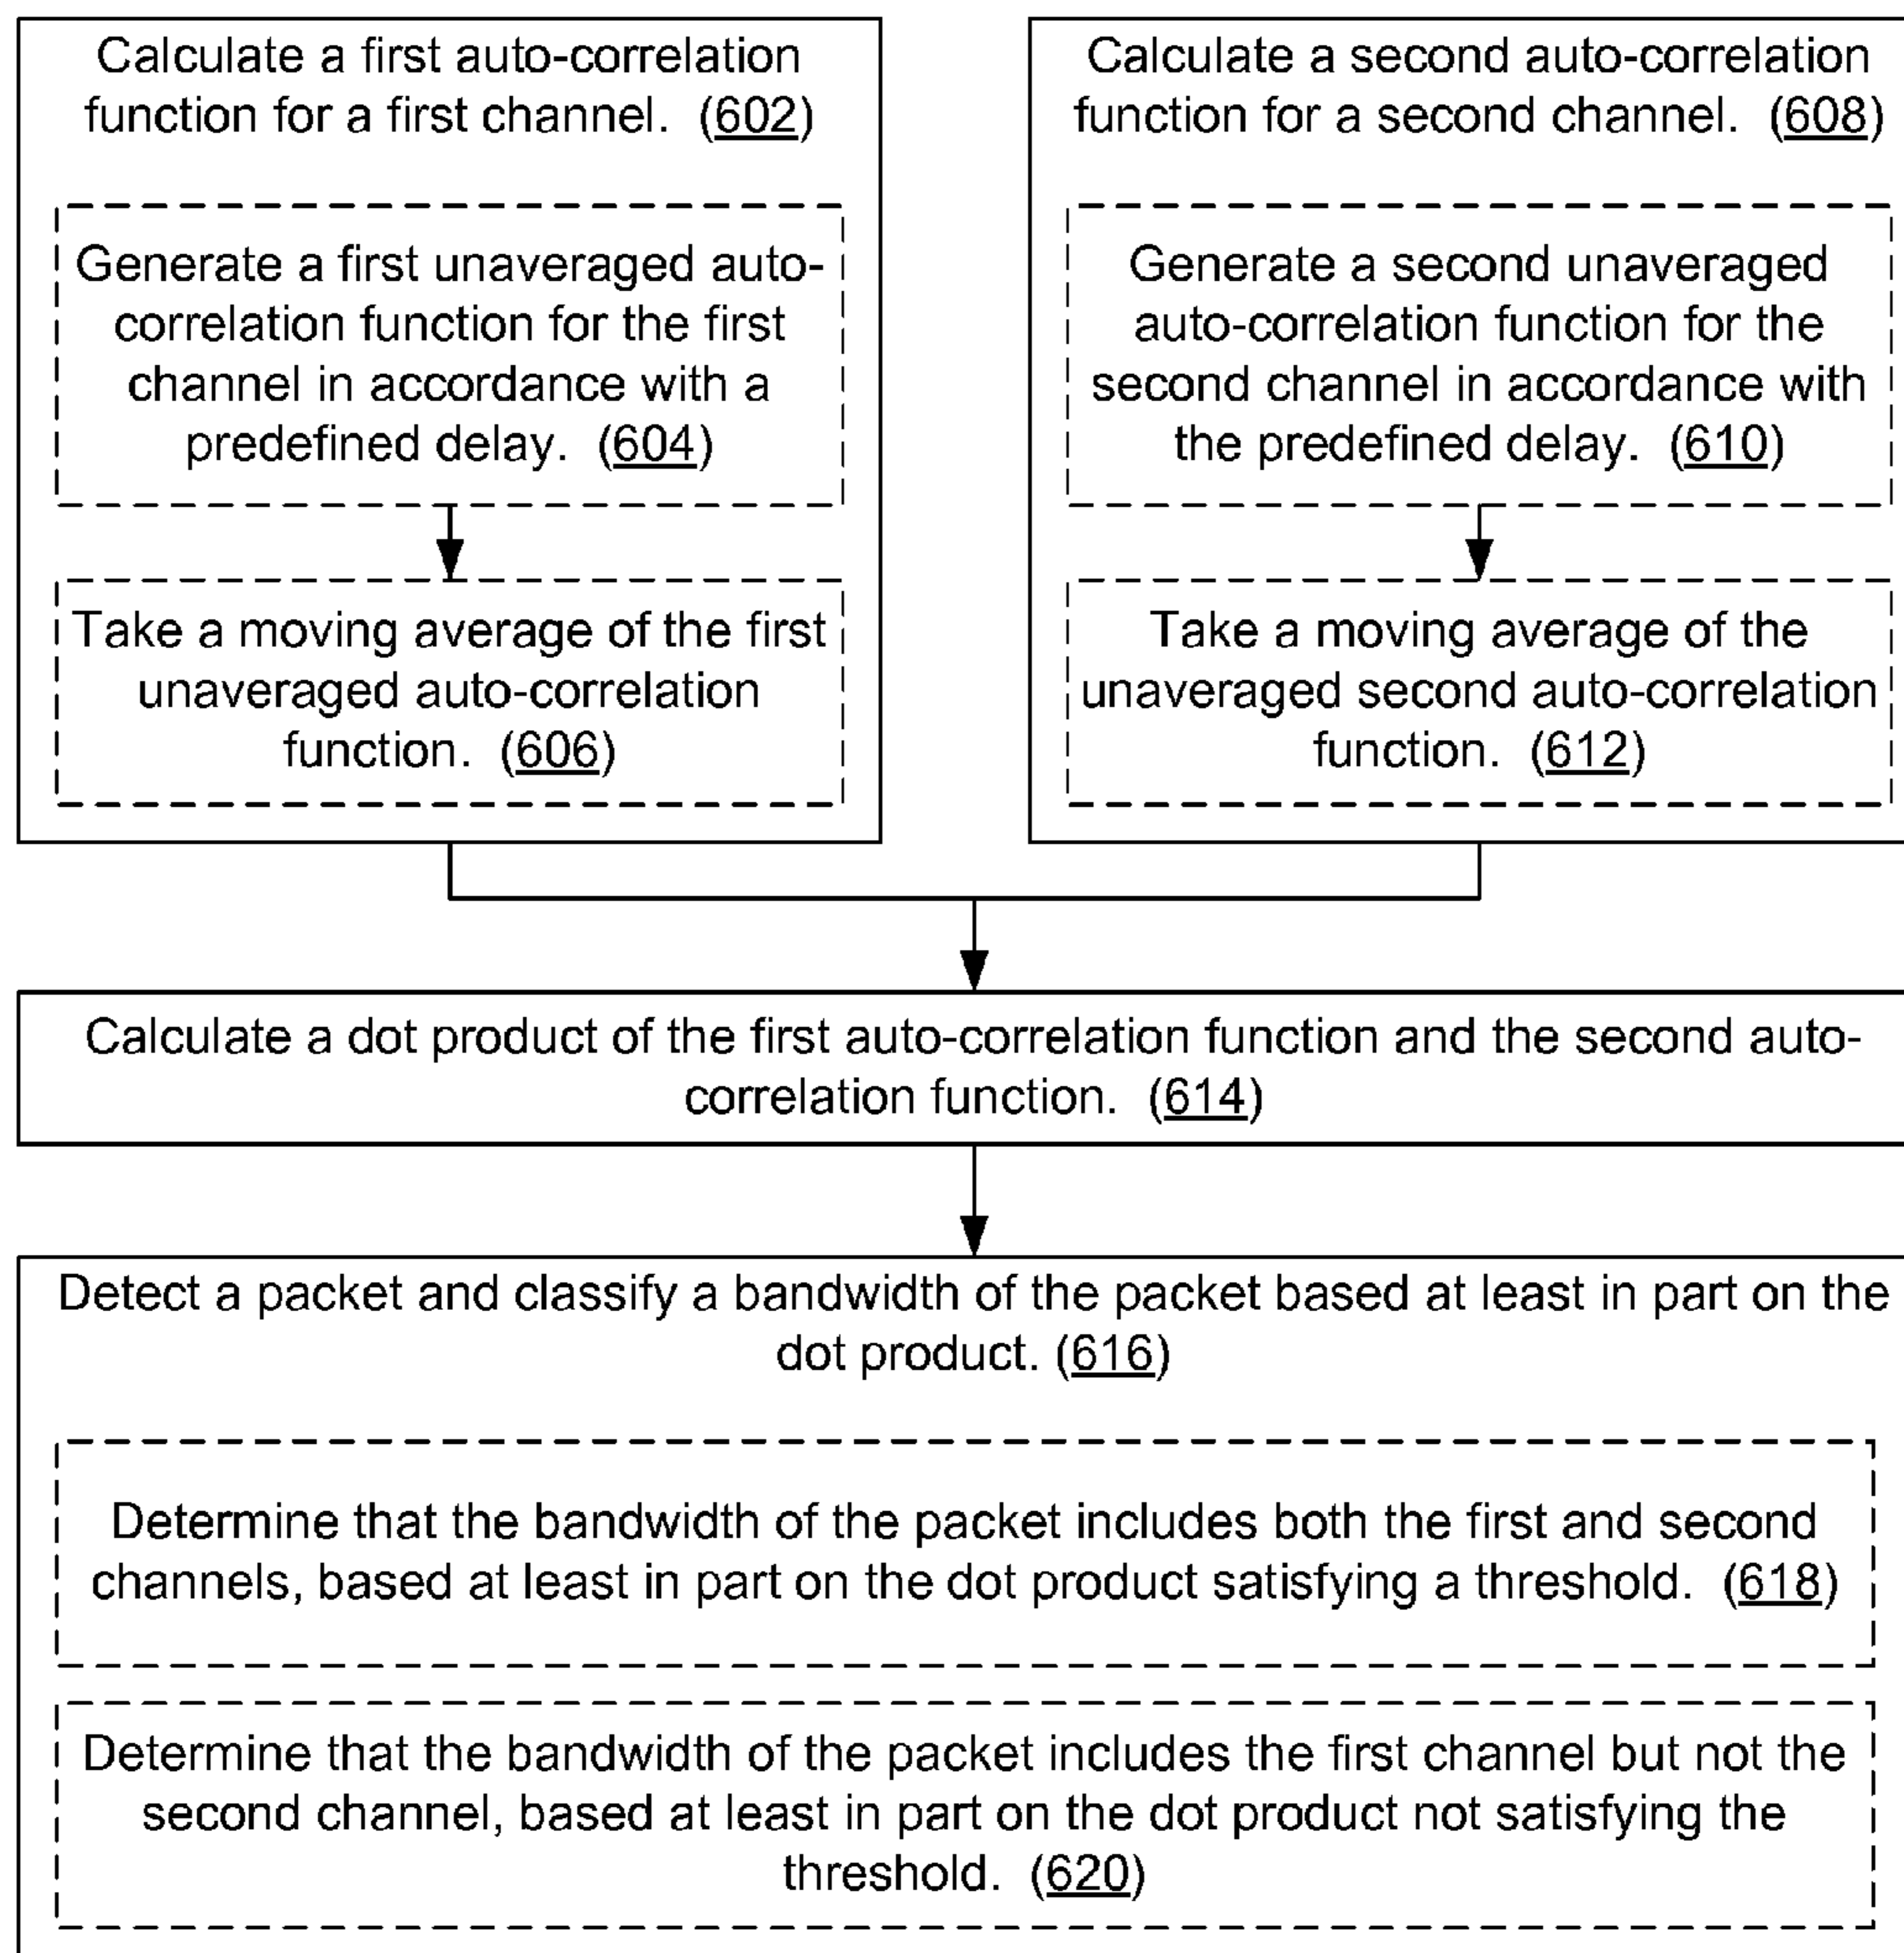 Calculate a first auto-correlation
function for a first channel. (602)
Generate a first unaveraged auto-
correlation function for the first
channel in accordance with a
predefined delay. (604)
Take a moving average of the first
unaveraged auto-correlation
function. (606)
Calculate a second auto-correlation
function for a second channel. (608)
Generate a second unaveraged
auto-correlation function for the
second channel in accordance with
the predefined delay. (610)
Take a moving average of the
unaveraged second auto-correlation
function. (612)
Calculate a dot product of the first auto-correlation function and the second auto-
correlation function. (614)
Detect a packet and classify a bandwidth of the packet based at least in part on the
dot product. (616)
Determine that the bandwidth of the packet includes both the first and second
channels, based at least in part on the dot product satisfying a threshold. (618)
Determine that the bandwidth of the packet includes the first channel but not the
second channel, based at least in part on the dot product not satisfying the
threshold. (620)